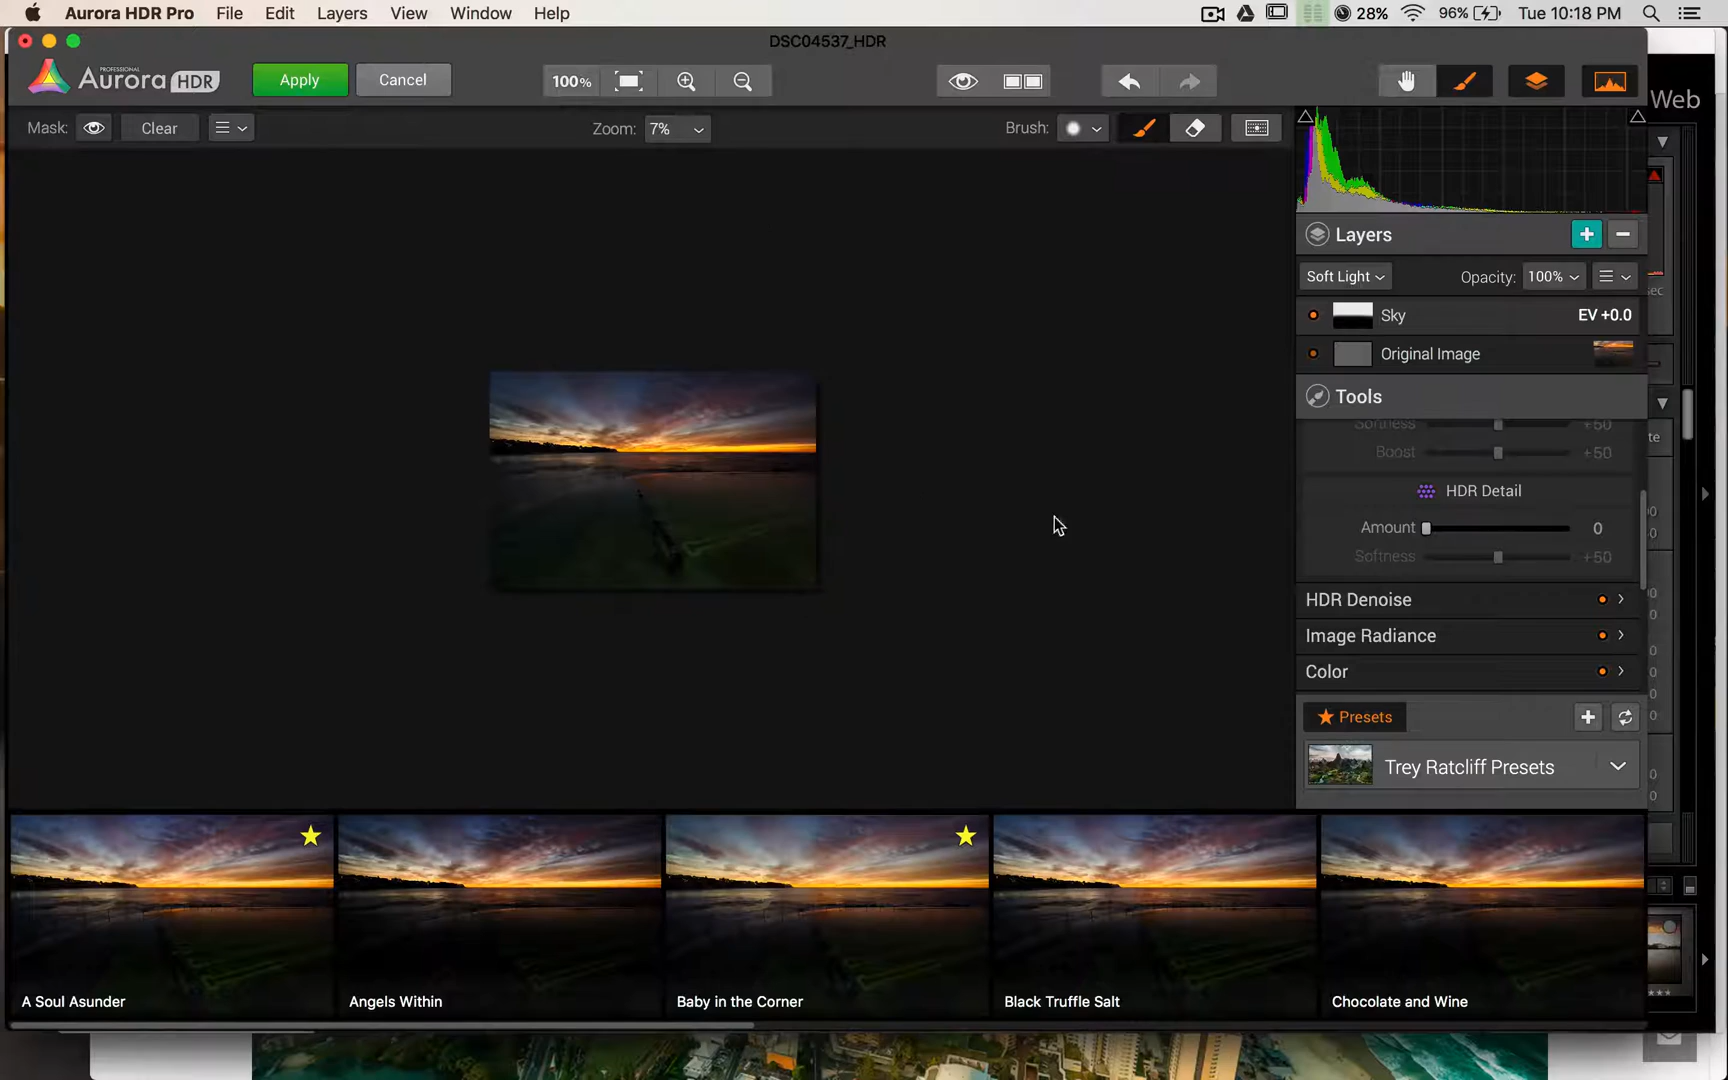 Aurora HDR Pro File Edit Layers View Window Help 28% 96% Tue 10:18 PM
DSC04537_HDR
PROFESSIONAL
Aurora HDR Apply Cancel 100%
Web
Mask: Clear Zoom: 7% Brush:
Layers
Soft Light Opacity: 100%
sec
Sky EV +0.0
Original Image
Tools
Softness +50
te
Boost +50
HDR Detail
Amount 0
Softness +50
HDR Denoise
Image Radiance
Color
Presets
Trey Ratcliff Presets
A Soul Asunder
Angels Within
Baby in the Corner
Black Truffle Salt
Chocolate and Wine